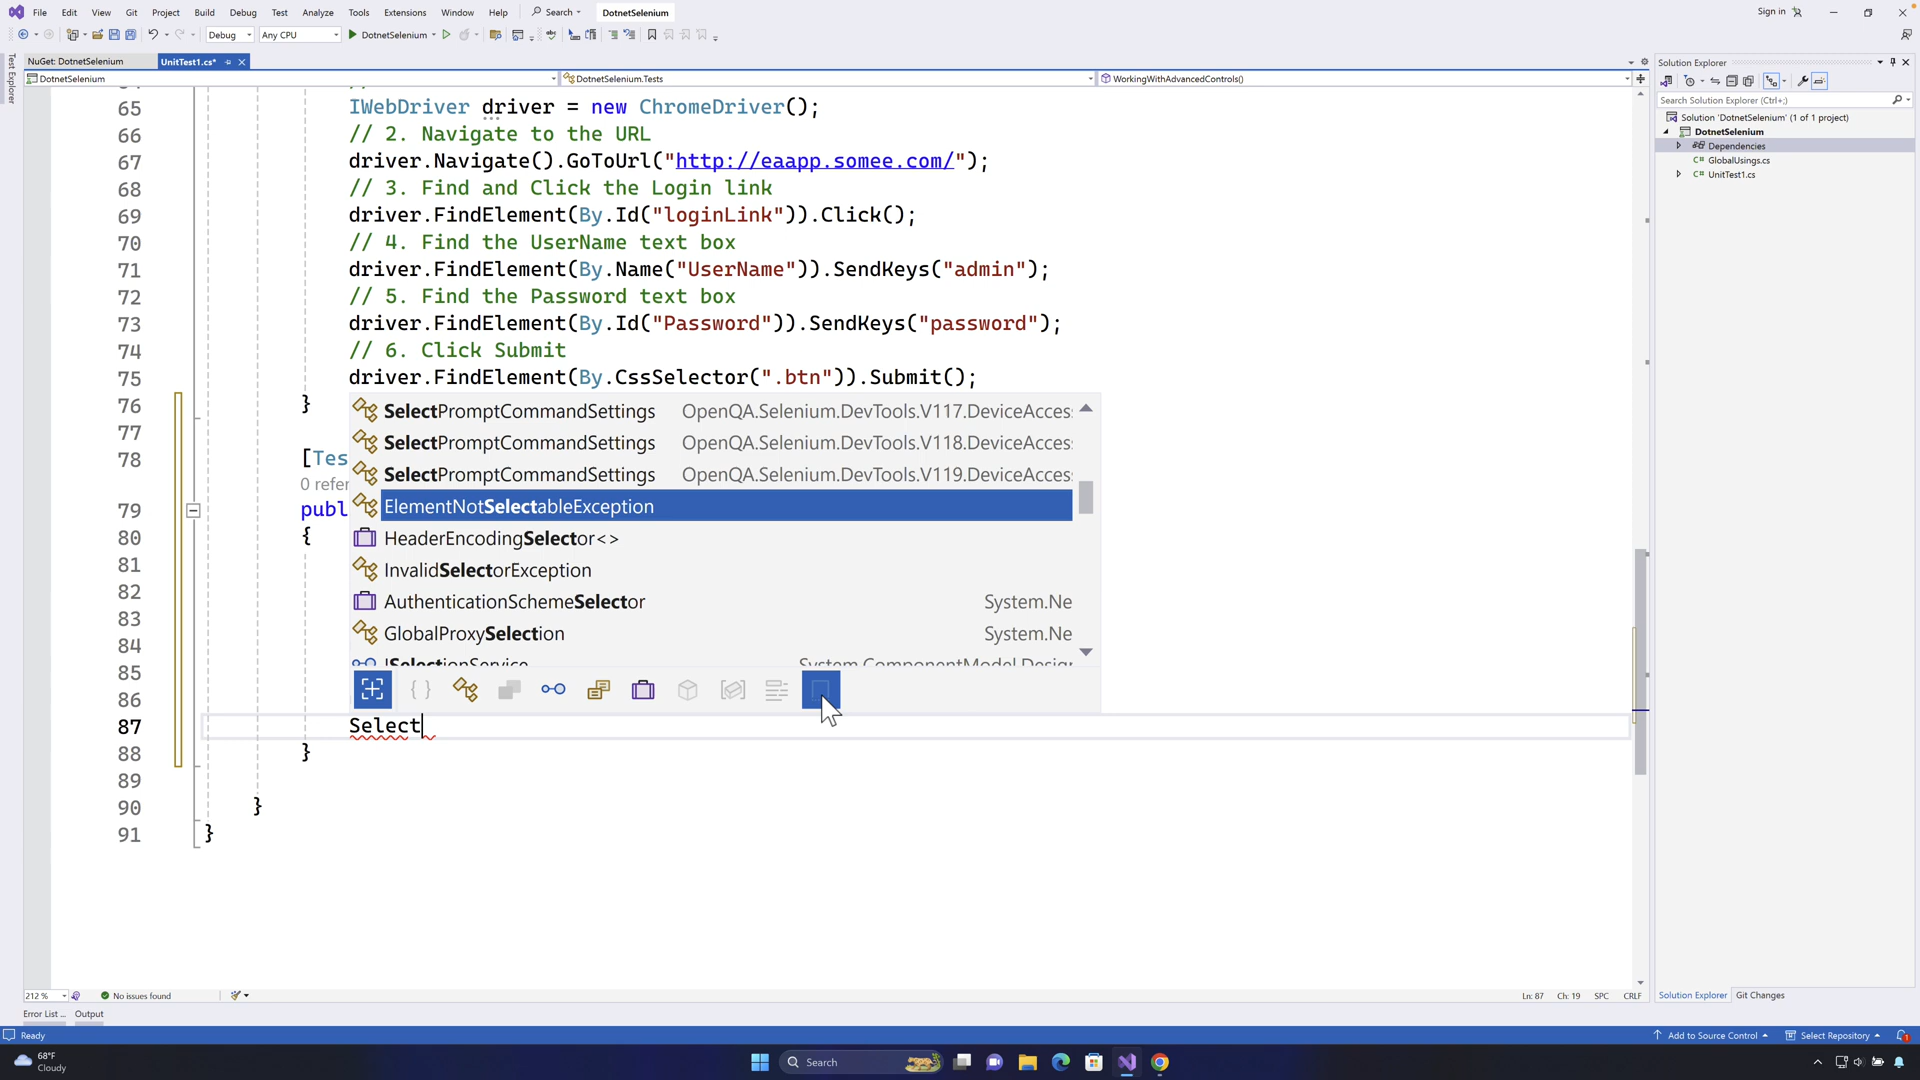 File Edit View Git Project Build Debug Test Analyze Tools Extensions Window Help Search DotnetSelenium Sign in
Debug Any CPU DotnetSelenium
Test Explorer
NuGet: DotnetSelenium UnitTest1.cs*
DotnetSelenium DotnetSelenium.Tests WorkingWithAdvancedControls()
65 IWebDriver driver = new ChromeDriver();
66 // 2. Navigate to the URL
67 driver.Navigate().GoToUrl("http://eaapp.somee.com/");
68 // 3. Find and Click the Login link
69 driver.FindElement(By.Id("loginLink")).Click();
70 // 4. Find the UserName text box
71 driver.FindElement(By.Name("UserName")).SendKeys("admin");
72 // 5. Find the Password text box
73 driver.FindElement(By.Id("Password")).SendKeys("password");
74 // 6. Click Submit
75 driver.FindElement(By.CssSelector(".btn")).Submit();
76 }
77
78 [Tes
0 refer
79 publ
80 {
81
82
83
84
85
86
87 Select
88 }
89
90 }
91 }
SelectPromptCommandSettings OpenQA.Selenium.DevTools.V117.DeviceAccess
SelectPromptCommandSettings OpenQA.Selenium.DevTools.V118.DeviceAccess
SelectPromptCommandSettings OpenQA.Selenium.DevTools.V119.DeviceAccess
ElementNotSelectableException
HeaderEncodingSelector<>
InvalidSelectorException
AuthenticationSchemeSelector System.Ne
GlobalProxySelection System.Ne
ISelectionService System.ComponentModel.Desig
Solution Explorer
Search Solution Explorer (Ctrl+;)
Solution 'DotnetSelenium' (1 of 1 project)
DotnetSelenium
Dependencies
C# GlobalUsings.cs
C# UnitTest1.cs
212 % No issues found Ln: 87 Ch: 19 SPC CRLF
Solution Explorer Git Changes
Error List ... Output
Ready Add to Source Control Select Repository 1
68°F
Cloudy
Search